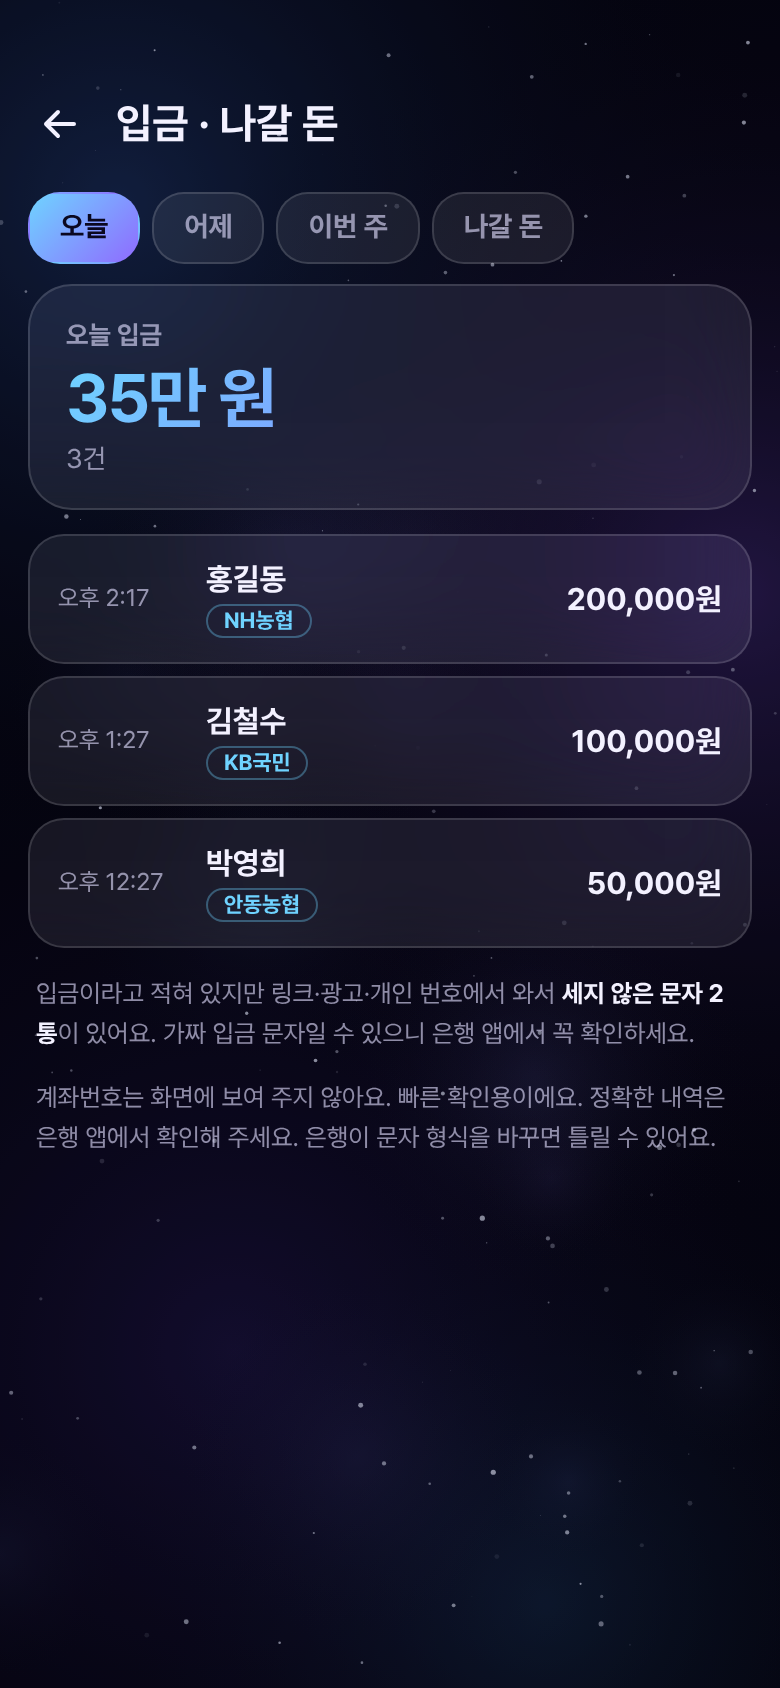 입금 · 나갈 돈
오늘
어제
이번 주
나갈 돈
오늘 입금
35만 원
3건
오후 2:17
홍길동
NH농협
200,000원
오후 1:27
김철수
KB국민
100,000원
오후 12:27
박영희
안동농협
50,000원
입금이라고 적혀 있지만 링크·광고·개인 번호에서 와서 세지 않은 문자 2
통이 있어요. 가짜 입금 문자일 수 있으니 은행 앱에서 꼭 확인하세요.
계좌번호는 화면에 보여 주지 않아요. 빠른 확인용이에요. 정확한 내역은
은행 앱에서 확인해 주세요. 은행이 문자 형식을 바꾸면 틀릴 수 있어요.